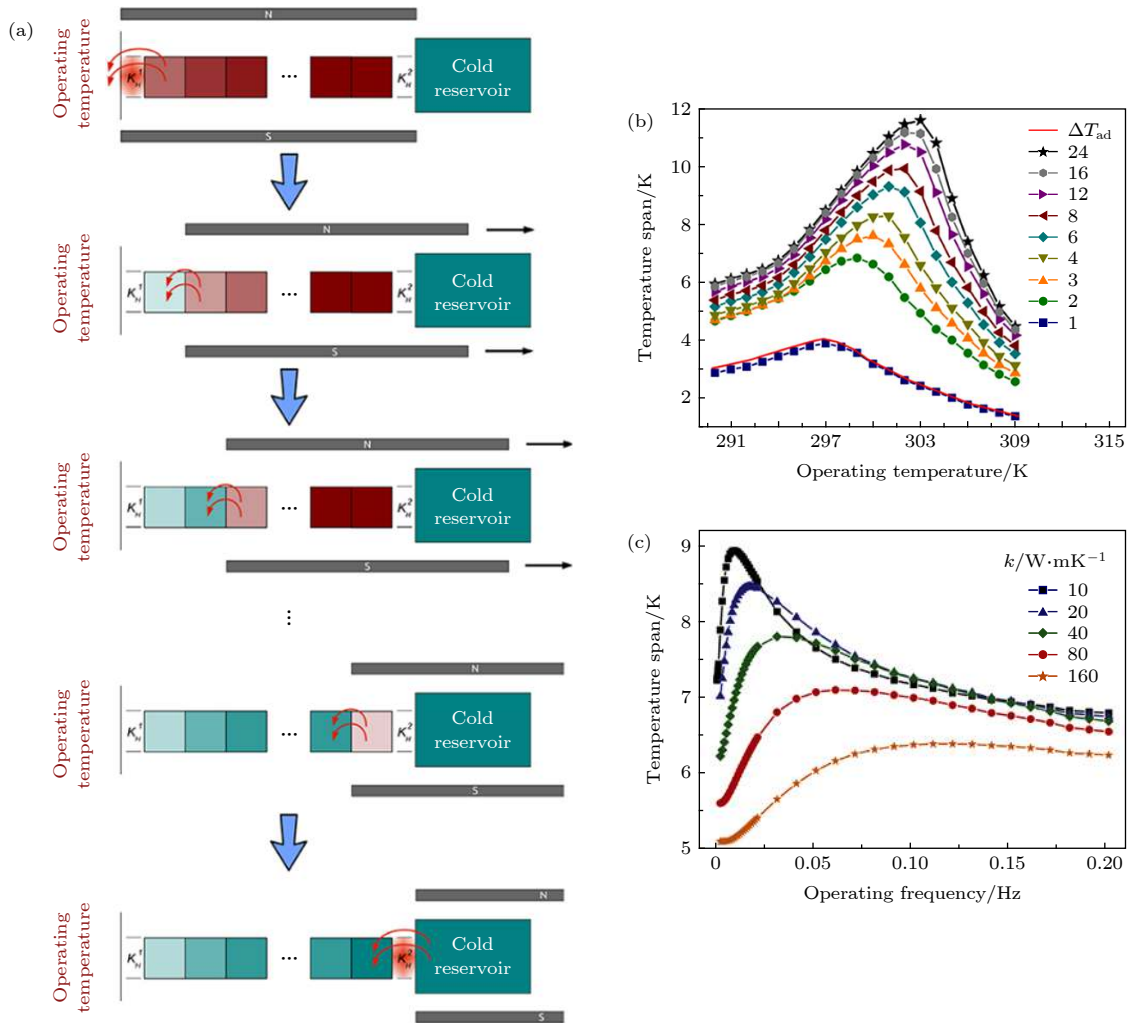 (a)
N
Operating
temperature
K_H^1
...
K_H^2
Cold
reservoir
S
N
Operating
temperature
K_H^1
...
K_H^2
Cold
reservoir
S
N
Operating
temperature
K_H^1
...
K_H^2
Cold
reservoir
S
⋮
N
Operating
temperature
K_H^1
...
K_H^2
Cold
reservoir
S
N
Operating
temperature
K_H^1
...
K_H^2
Cold
reservoir
S
(b)
Temperature span/K
12
10
8
6
4
2
291
297
303
309
315
Operating temperature/K
ΔT_ad
24
16
12
8
6
4
3
2
1
(c)
Temperature span/K
9
8
7
6
5
0
0.05
0.10
0.15
0.20
Operating frequency/Hz
k/W·mK⁻¹
10
20
40
80
160